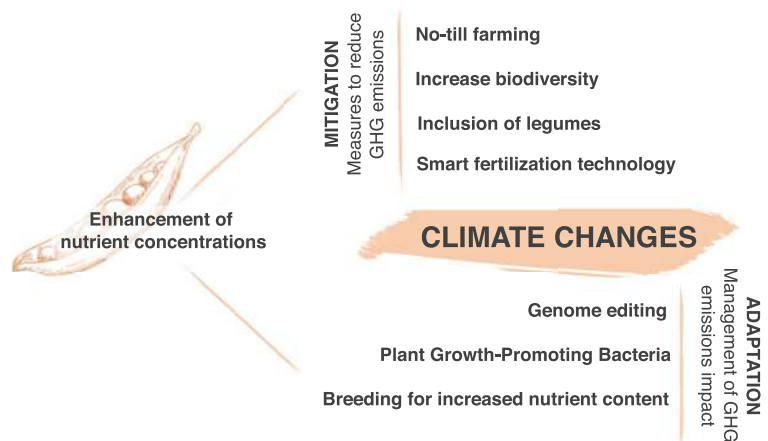 MITIGATION
Measures to reduce
GHG emissions
No-till farming
Increase biodiversity
Inclusion of legumes
Smart fertilization technology
Enhancement of
nutrient concentrations
CLIMATE CHANGES
Genome editing
Plant Growth-Promoting Bacteria
Breeding for increased nutrient content
ADAPTATION
Management of GHG
emissions impact